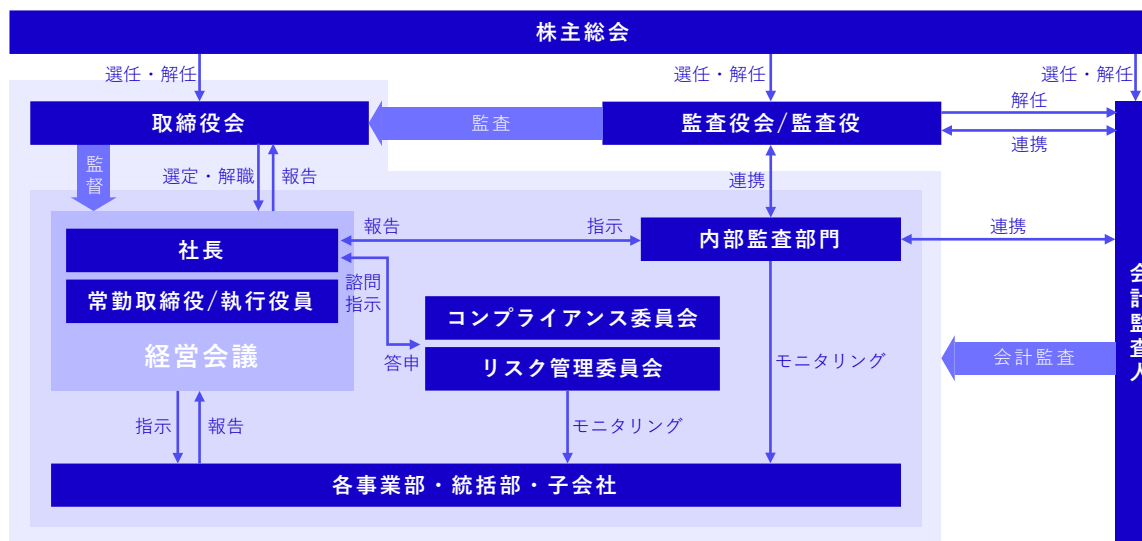 株主総会
選任・解任
選任・解任
選任・解任
取締役会
監査
監査役会/監査役
解任
連携
監督
選定・解職
報告
連携
社長
報告
指示
内部監査部門
連携
常勤取締役/執行役員
諮問
指示
経営会議
答申
コンプライアンス委員会
リスク管理委員会
モニタリング
会計監査
会計監査人
指示
報告
モニタリング
各事業部・統括部・子会社